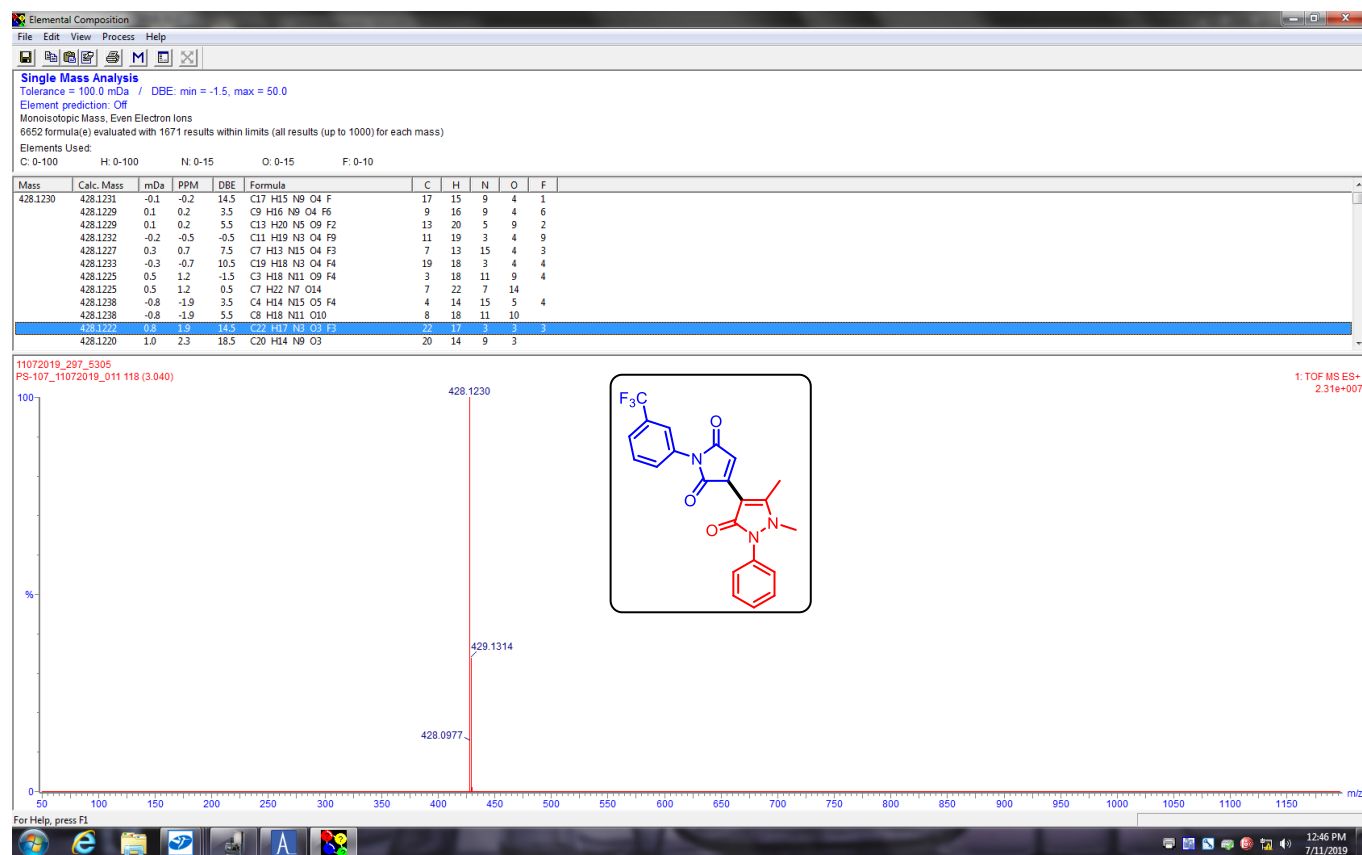 Elemental Composition
File Edit View Process Help
Single Mass Analysis
Tolerance = 100.0 mDa / DBE: min = -1.5, max = 50.0
Element prediction: Off
Monoisotopic Mass, Even Electron Ions
6652 formula(e) evaluated with 1671 results within limits (all results (up to 1000) for each mass)
Elements Used:
C: 0-100 H: 0-100 N: 0-15 O: 0-15 F: 0-10
Mass Calc. Mass mDa PPM DBE Formula C H N O F
428.1230 428.1231 -0.1 -0.2 14.5 C17 H15 N9 O4 F 17 15 9 4 1
428.1229 0.1 0.2 3.5 C9 H16 N9 O4 F6 9 16 9 4 6
428.1229 0.1 0.2 5.5 C13 H20 N5 O9 F2 13 20 5 9 2
428.1232 -0.2 -0.5 -0.5 C11 H19 N3 O4 F9 11 19 3 4 9
428.1227 0.3 0.7 7.5 C7 H13 N15 O4 F3 7 13 15 4 3
428.1233 -0.3 -0.7 10.5 C19 H18 N3 O4 F4 19 18 3 4 4
428.1225 0.5 1.2 -1.5 C3 H18 N11 O9 F4 3 18 11 9 4
428.1225 0.5 1.2 0.5 C7 H22 N7 O14 7 22 7 14
428.1238 -0.8 -1.9 3.5 C4 H14 N15 O5 F4 4 14 15 5 4
428.1238 -0.8 -1.9 5.5 C8 H18 N11 O10 8 18 11 10
428.1222 0.8 1.9 14.5 C22 H17 N3 O3 F3 22 17 3 3 3
428.1220 1.0 2.3 18.5 C20 H14 N9 O3 20 14 9 3
11072019_297_5305
PS-107_11072019_011 118 (3.040)
1: TOF MS ES+
2.31e+007
100
428.1230
F3C
O
N
O
O
N
N
%
429.1314
428.0977
0
50 100 150 200 250 300 350 400 450 500 550 600 650 700 750 800 850 900 950 1000 1050 1100 1150
m/z
For Help, press F1
12:46 PM
7/11/2019